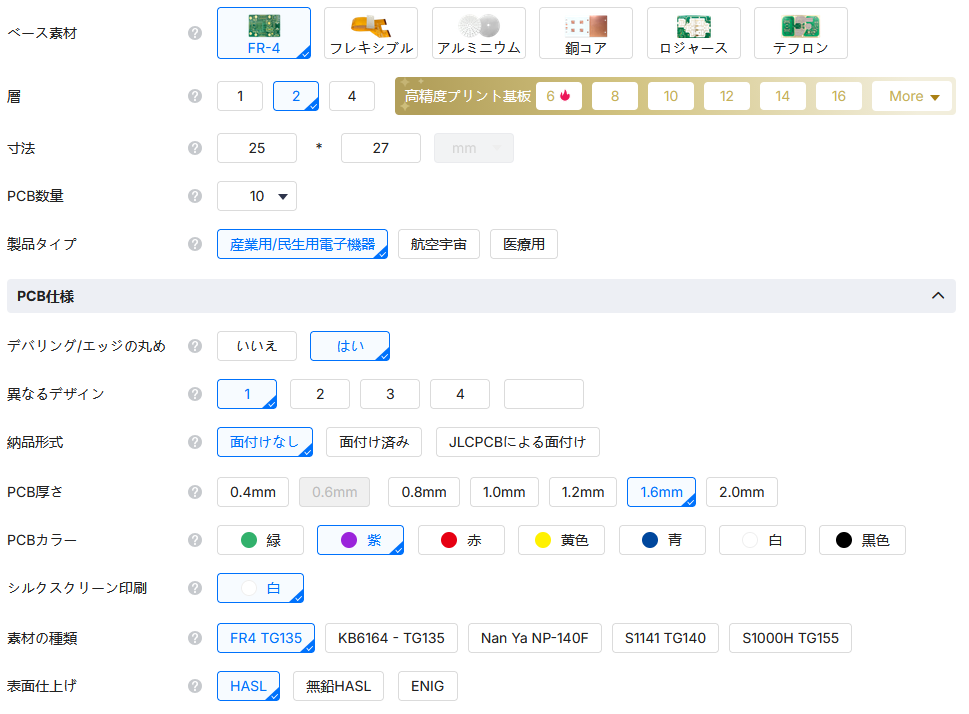 ベース素材 FR-4 フレキシブル アルミニウム 銅コア ロジャース テフロン
層 1 2 4 高精度プリント基板 6 8 10 12 14 16 More
寸法 25 * 27 mm
PCB数量 10
製品タイプ 産業用/民生用電子機器 航空宇宙 医療用
PCB仕様
デバリング/エッジの丸め いいえ はい
異なるデザイン 1 2 3 4
納品形式 面付けなし 面付け済み JLCPCBによる面付け
PCB厚さ 0.4mm 0.6mm 0.8mm 1.0mm 1.2mm 1.6mm 2.0mm
PCBカラー 緑 紫 赤 黄色 青 白 黒色
シルクスクリーン印刷 白
素材の種類 FR4 TG135 KB6164 - TG135 Nan Ya NP-140F S1141 TG140 S1000H TG155
表面仕上げ HASL 無鉛HASL ENIG